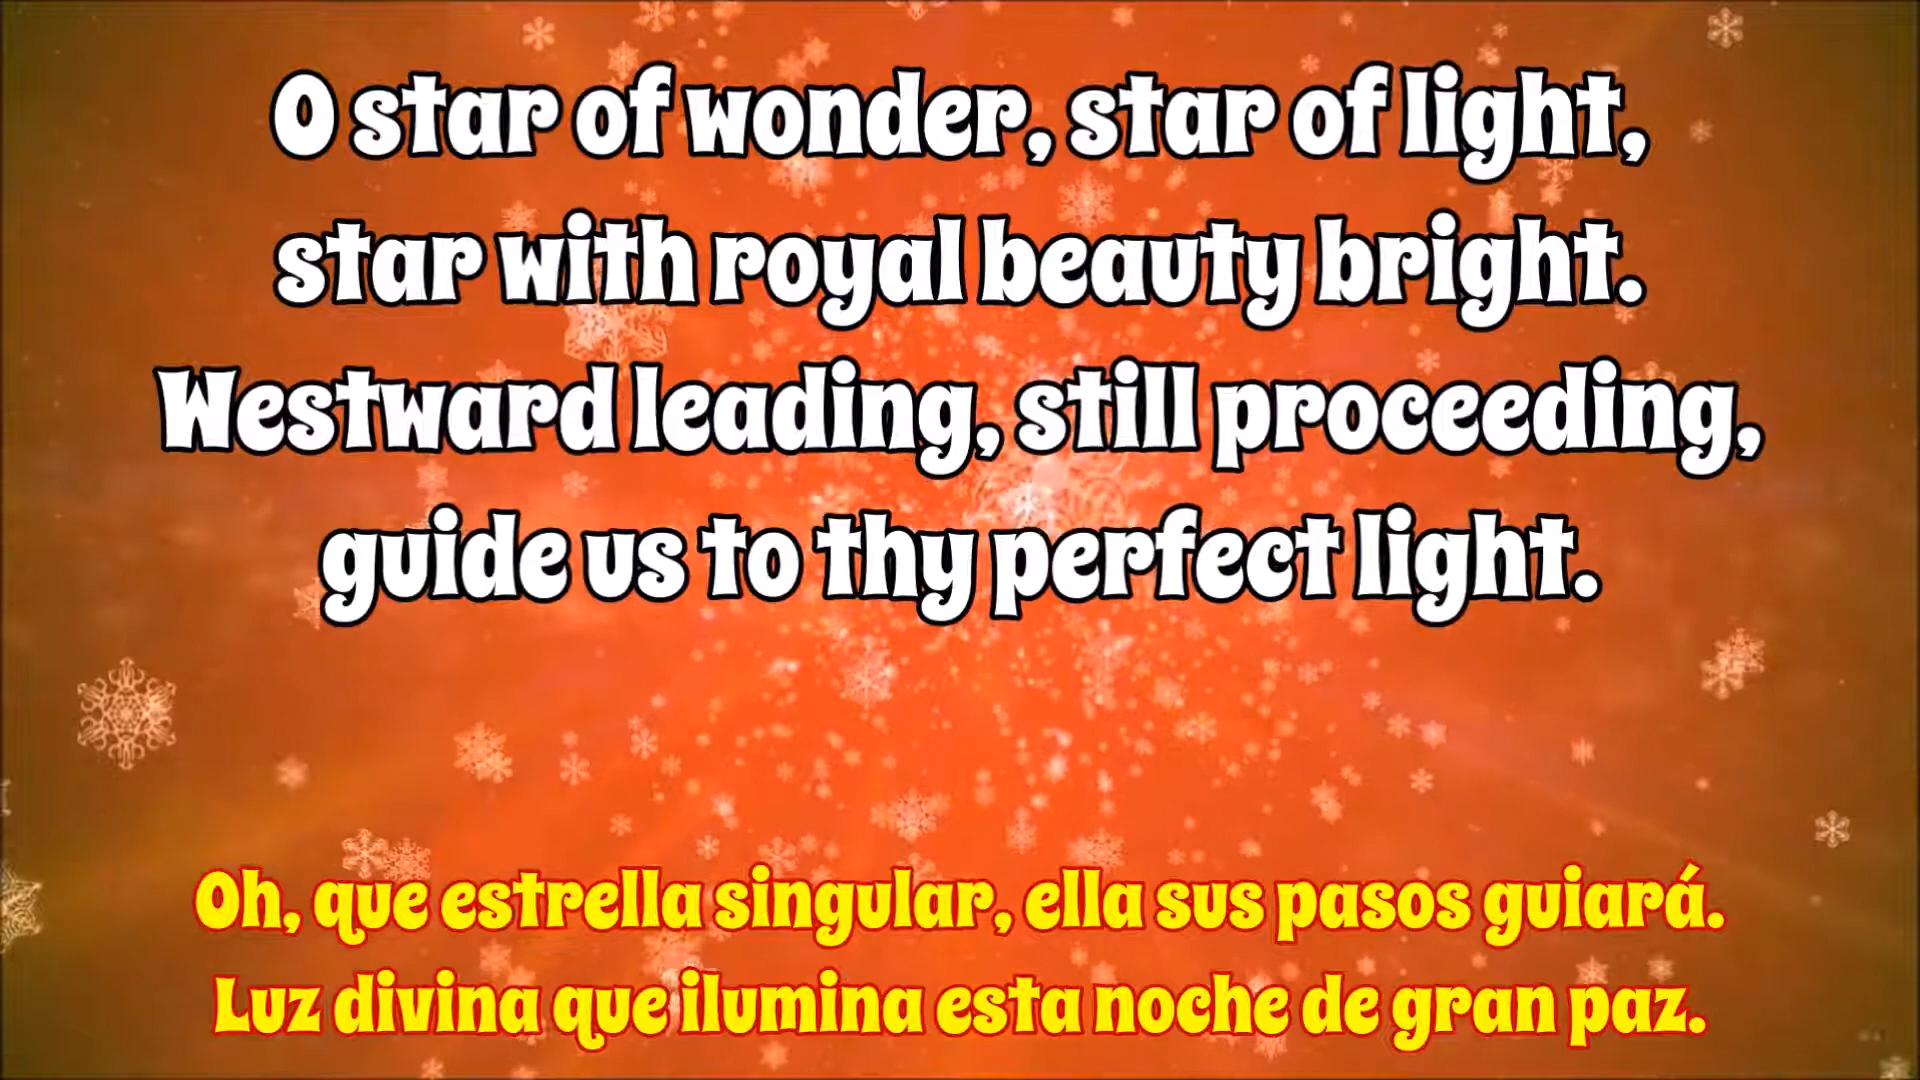 O star of wonder, star of light,
star with royal beauty bright.
Westward leading, still proceeding,
guide us to thy perfect light.
Oh, que estrella singular, ella sus pasos guiará.
Luz divina que ilumina esta noche de gran paz.